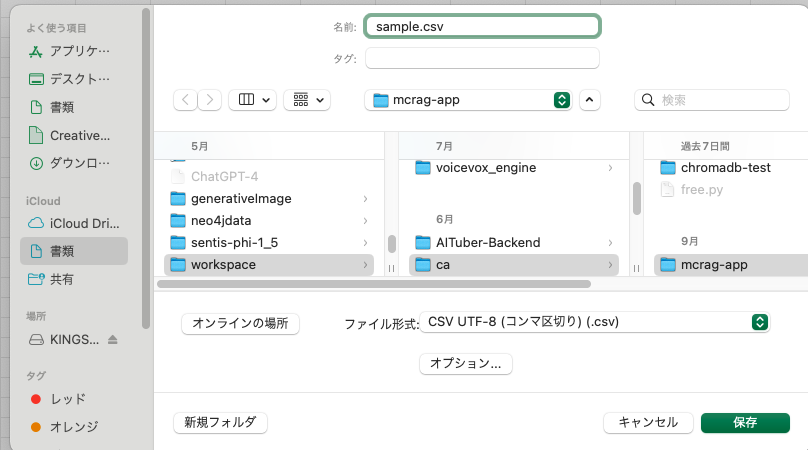 名前: sample.csv
タグ:
mcrag-app
検索
よく使う項目
アプリケ…
デスクト…
書類
Creative...
ダウンロ…
iCloud
iCloud Dri...
書類
共有
場所
KINGS...
タグ
レッド
オレンジ
5月
ChatGPT-4
generativeImage
neo4jdata
sentis-phi-1_5
workspace
7月
voicevox_engine
6月
AITuber-Backend
ca
過去7日間
chromadb-test
free.py
9月
mcrag-app
オンラインの場所
ファイル形式: CSV UTF-8 (コンマ区切り) (.csv)
オプション...
新規フォルダ
キャンセル
保存